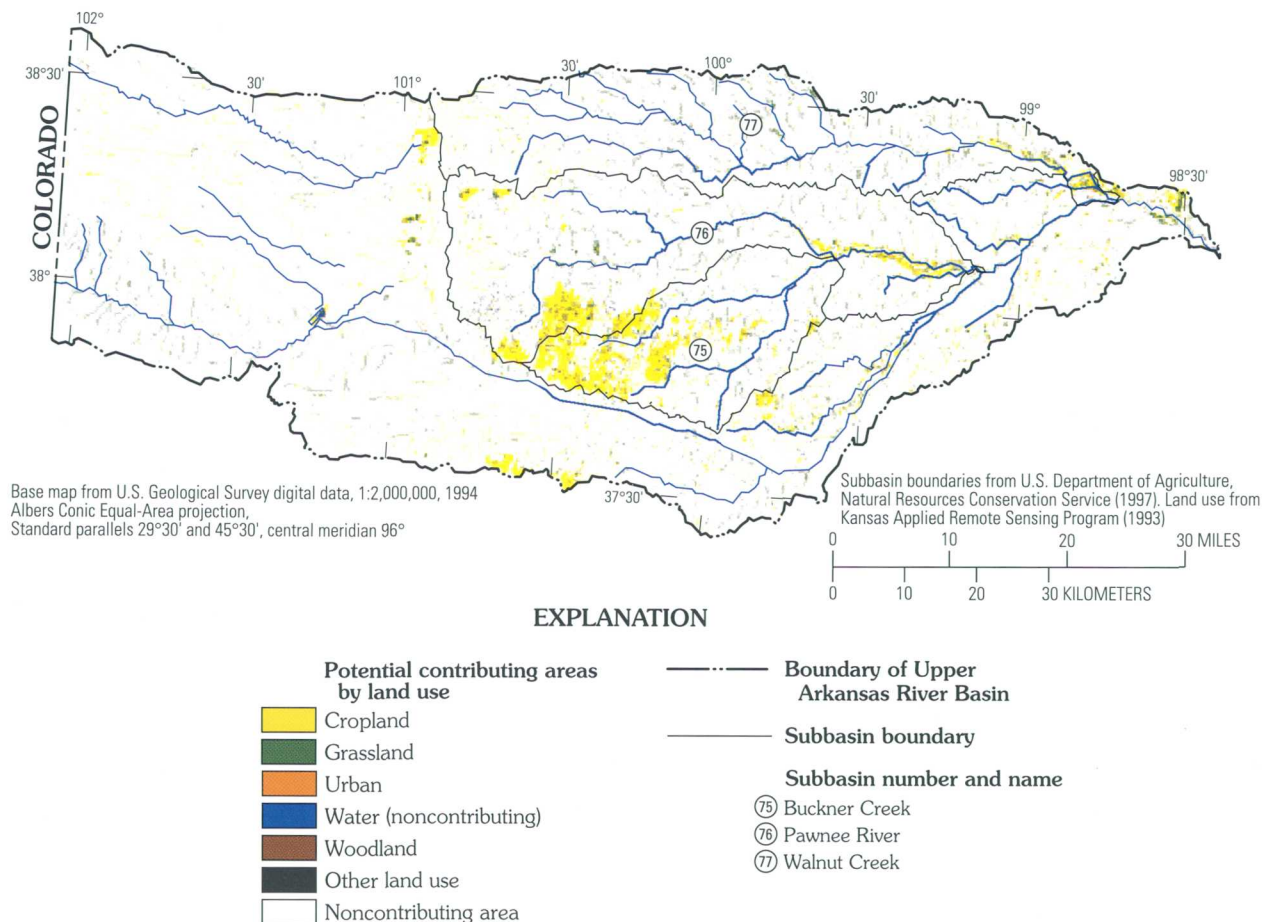 102°
38°30'
30'
101°
30'
100°
30'
99°
98°30'
COLORADO
38°
37°30'
77
76
75
Base map from U.S. Geological Survey digital data, 1:2,000,000, 1994
Albers Conic Equal-Area projection,
Standard parallels 29°30' and 45°30', central meridian 96°
Subbasin boundaries from U.S. Department of Agriculture,
Natural Resources Conservation Service (1997). Land use from
Kansas Applied Remote Sensing Program (1993)
0 10 20 30 MILES
0 10 20 30 KILOMETERS
EXPLANATION
Potential contributing areas
by land use
Cropland
Grassland
Urban
Water (noncontributing)
Woodland
Other land use
Noncontributing area
Boundary of Upper
Arkansas River Basin
Subbasin boundary
Subbasin number and name
75 Buckner Creek
76 Pawnee River
77 Walnut Creek